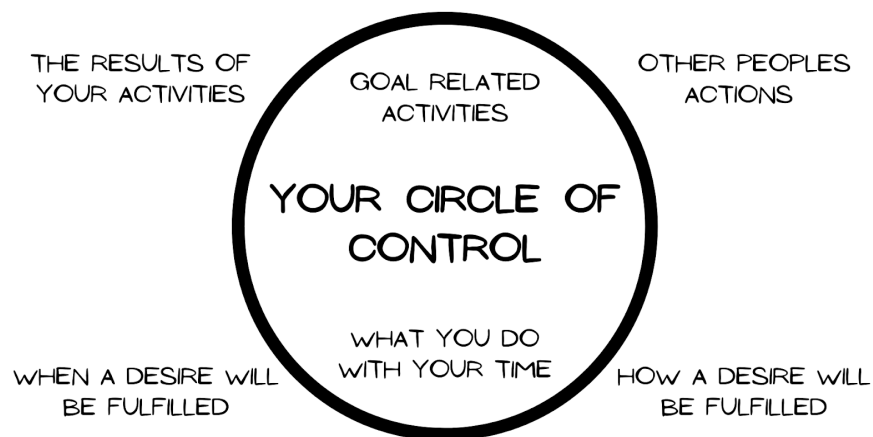 THE RESULTS OF
YOUR ACTIVITIES
GOAL RELATED
ACTIVITIES
OTHER PEOPLES
ACTIONS
YOUR CIRCLE OF
CONTROL
WHAT YOU DO
WITH YOUR TIME
WHEN A DESIRE WILL
BE FULFILLED
HOW A DESIRE WILL
BE FULFILLED